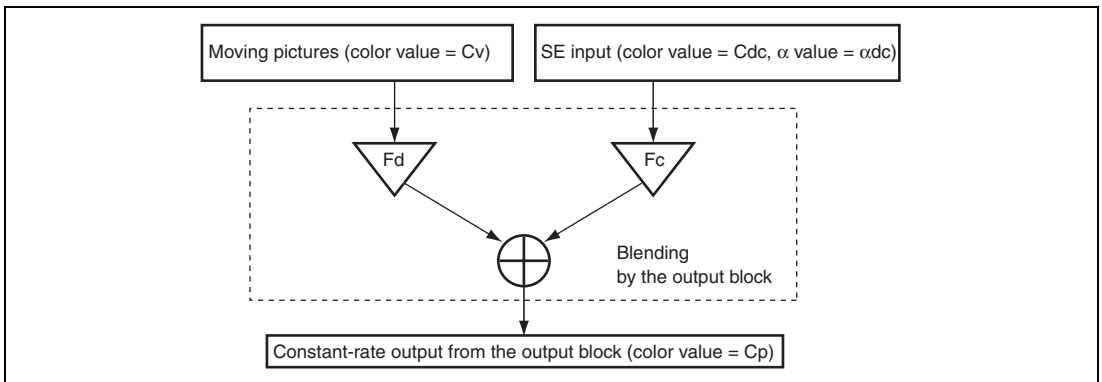 Moving pictures (color value = Cv)
SE input (color value = Cdc, α value = αdc)
Fd
Fc
Blending
by the output block
Constant-rate output from the output block (color value = Cp)